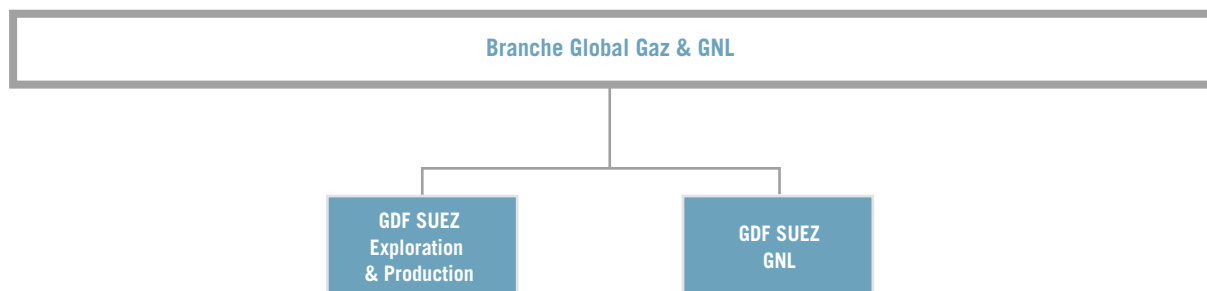 Branche Global Gaz & GNL
GDF SUEZ
Exploration
& Production
GDF SUEZ
GNL